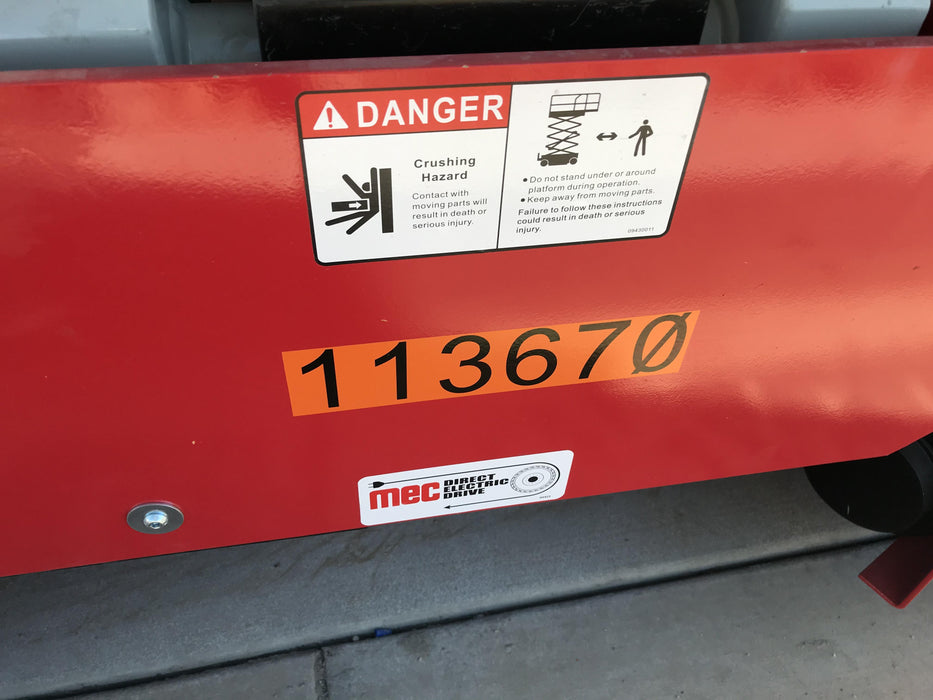 DANGER
Crushing
Hazard
Contact with
moving parts will
result in death or
serious injury.
• Do not stand under or around
platform during operation.
• Keep away from moving parts.
Failure to follow these instructions
could result in death or serious
injury.
09430011
11367Ø
mec DIRECT
ELECTRIC
DRIVE